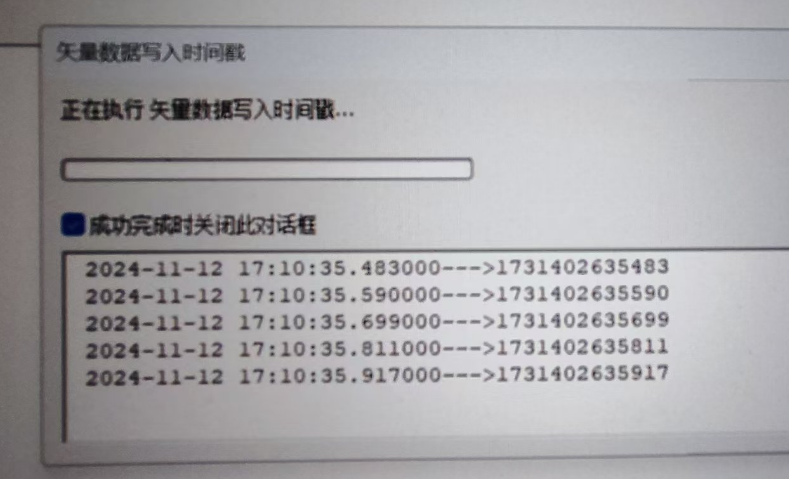 矢量数据写入时间戳
正在执行 矢量数据写入时间戳...
成功完成时关闭此对话框
2024-11-12 17:10:35.483000--->1731402635483
2024-11-12 17:10:35.590000--->1731402635590
2024-11-12 17:10:35.699000--->1731402635699
2024-11-12 17:10:35.811000--->1731402635811
2024-11-12 17:10:35.917000--->1731402635917